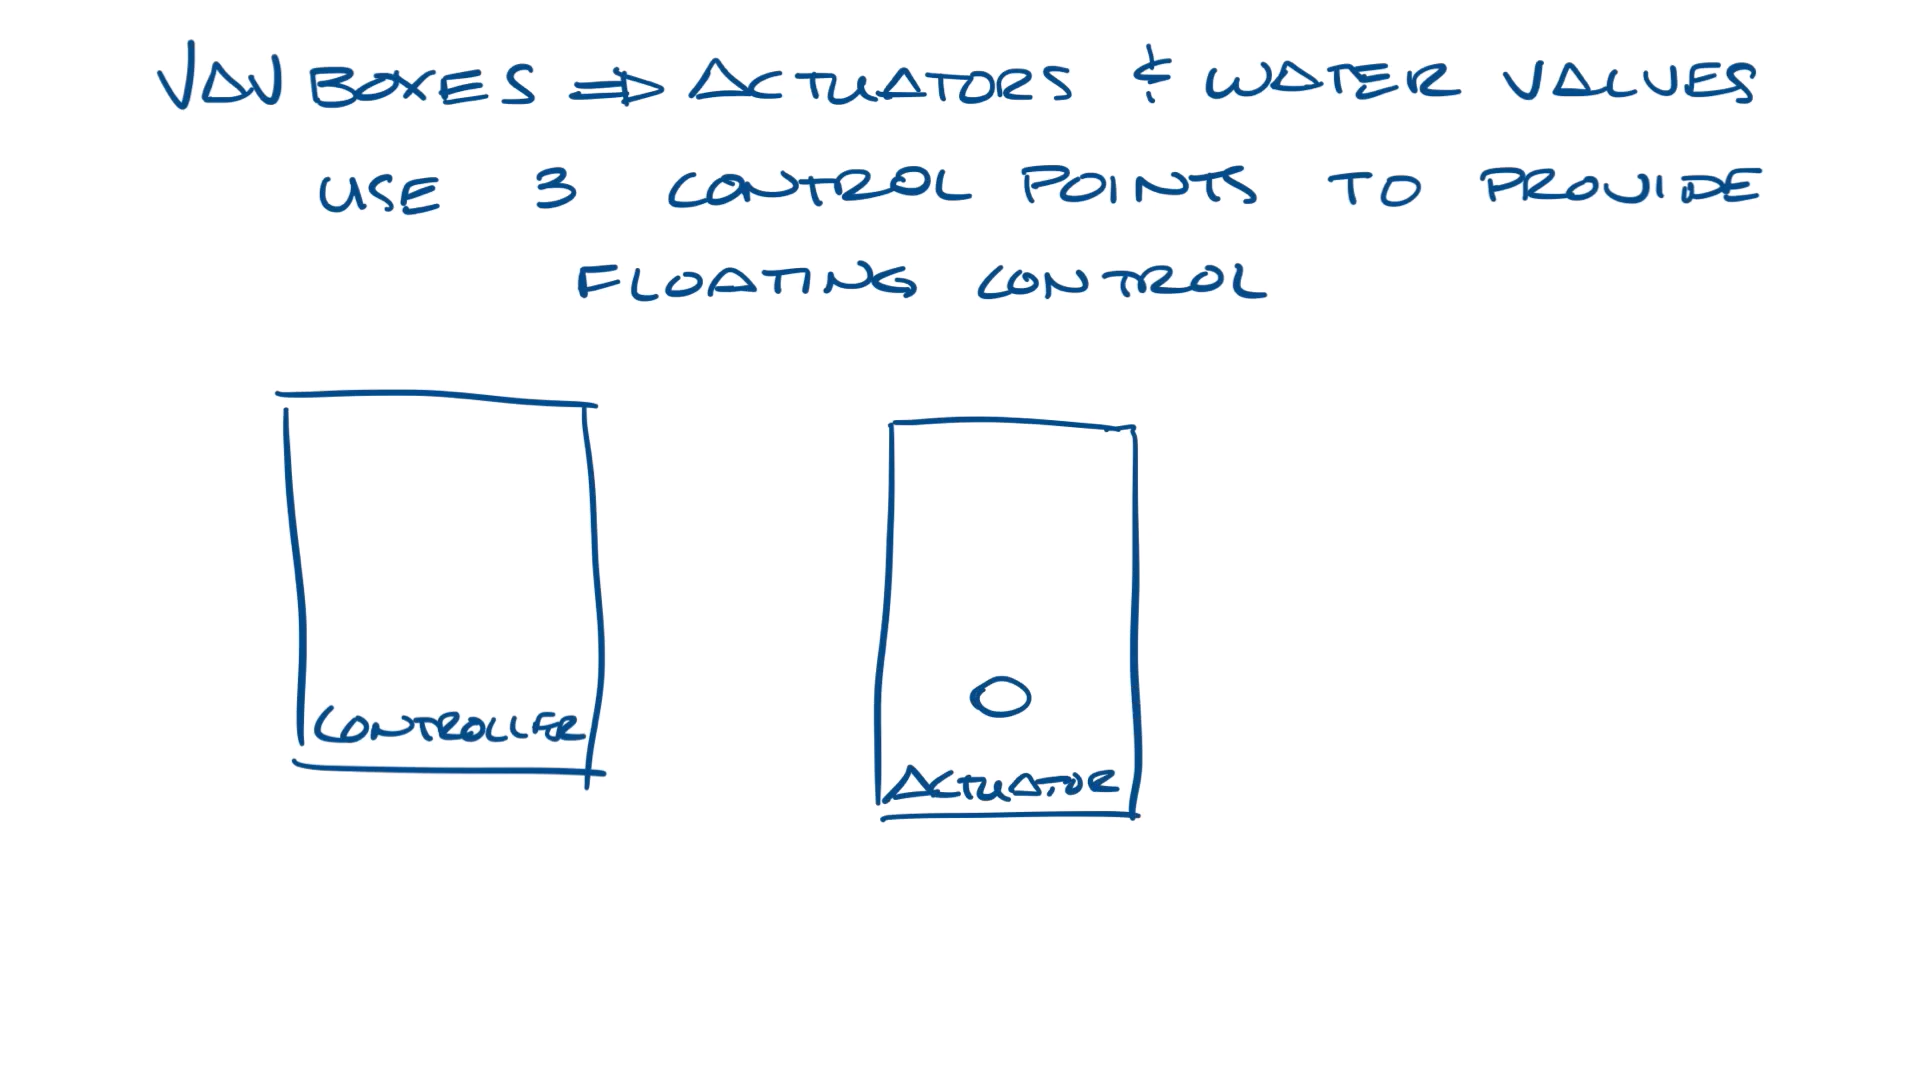 VAV BOXES ⇒ ACTUATORS & WATER VALVES
USE 3 CONTROL POINTS TO PROVIDE
FLOATING CONTROL
CONTROLLER
ACTUATOR